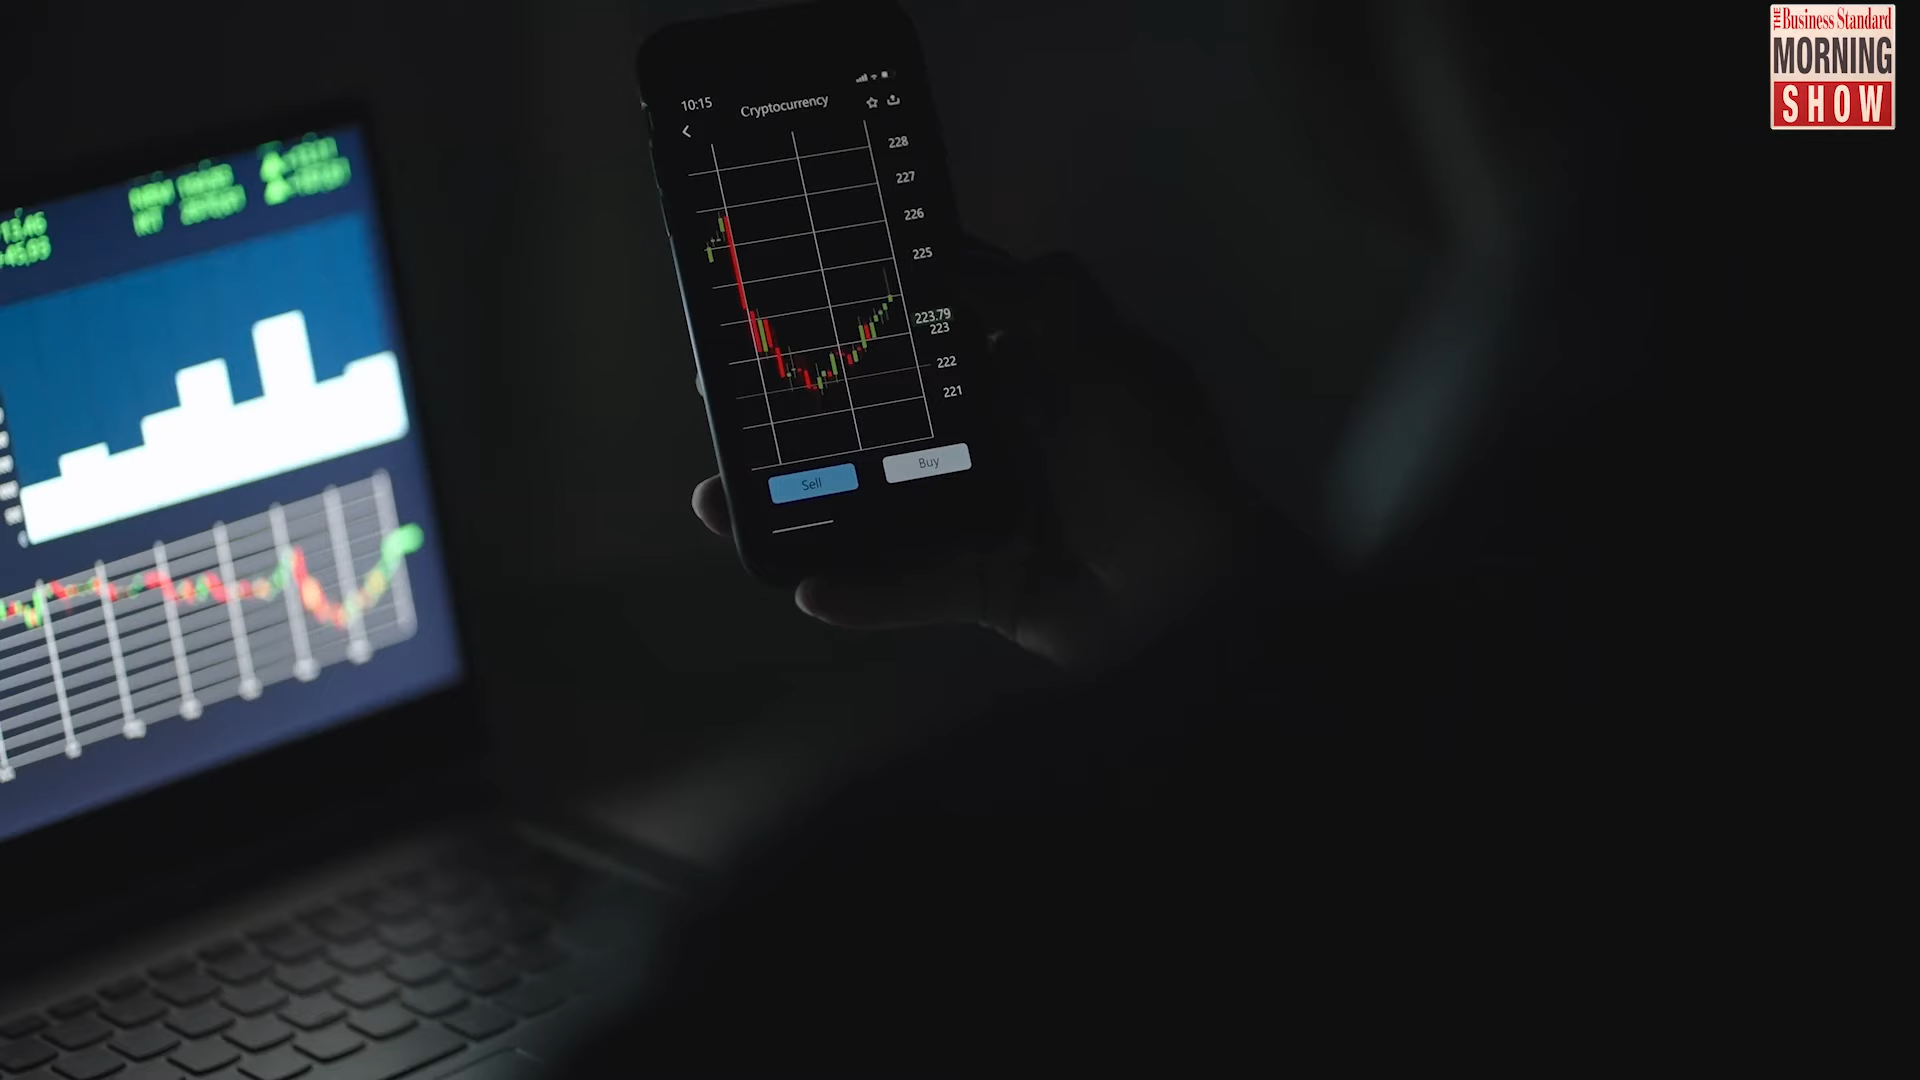 THE Business Standard
MORNING
SHOW
10:15
Cryptocurrency
228
227
226
225
223.79
223
222
221
Sell
Buy